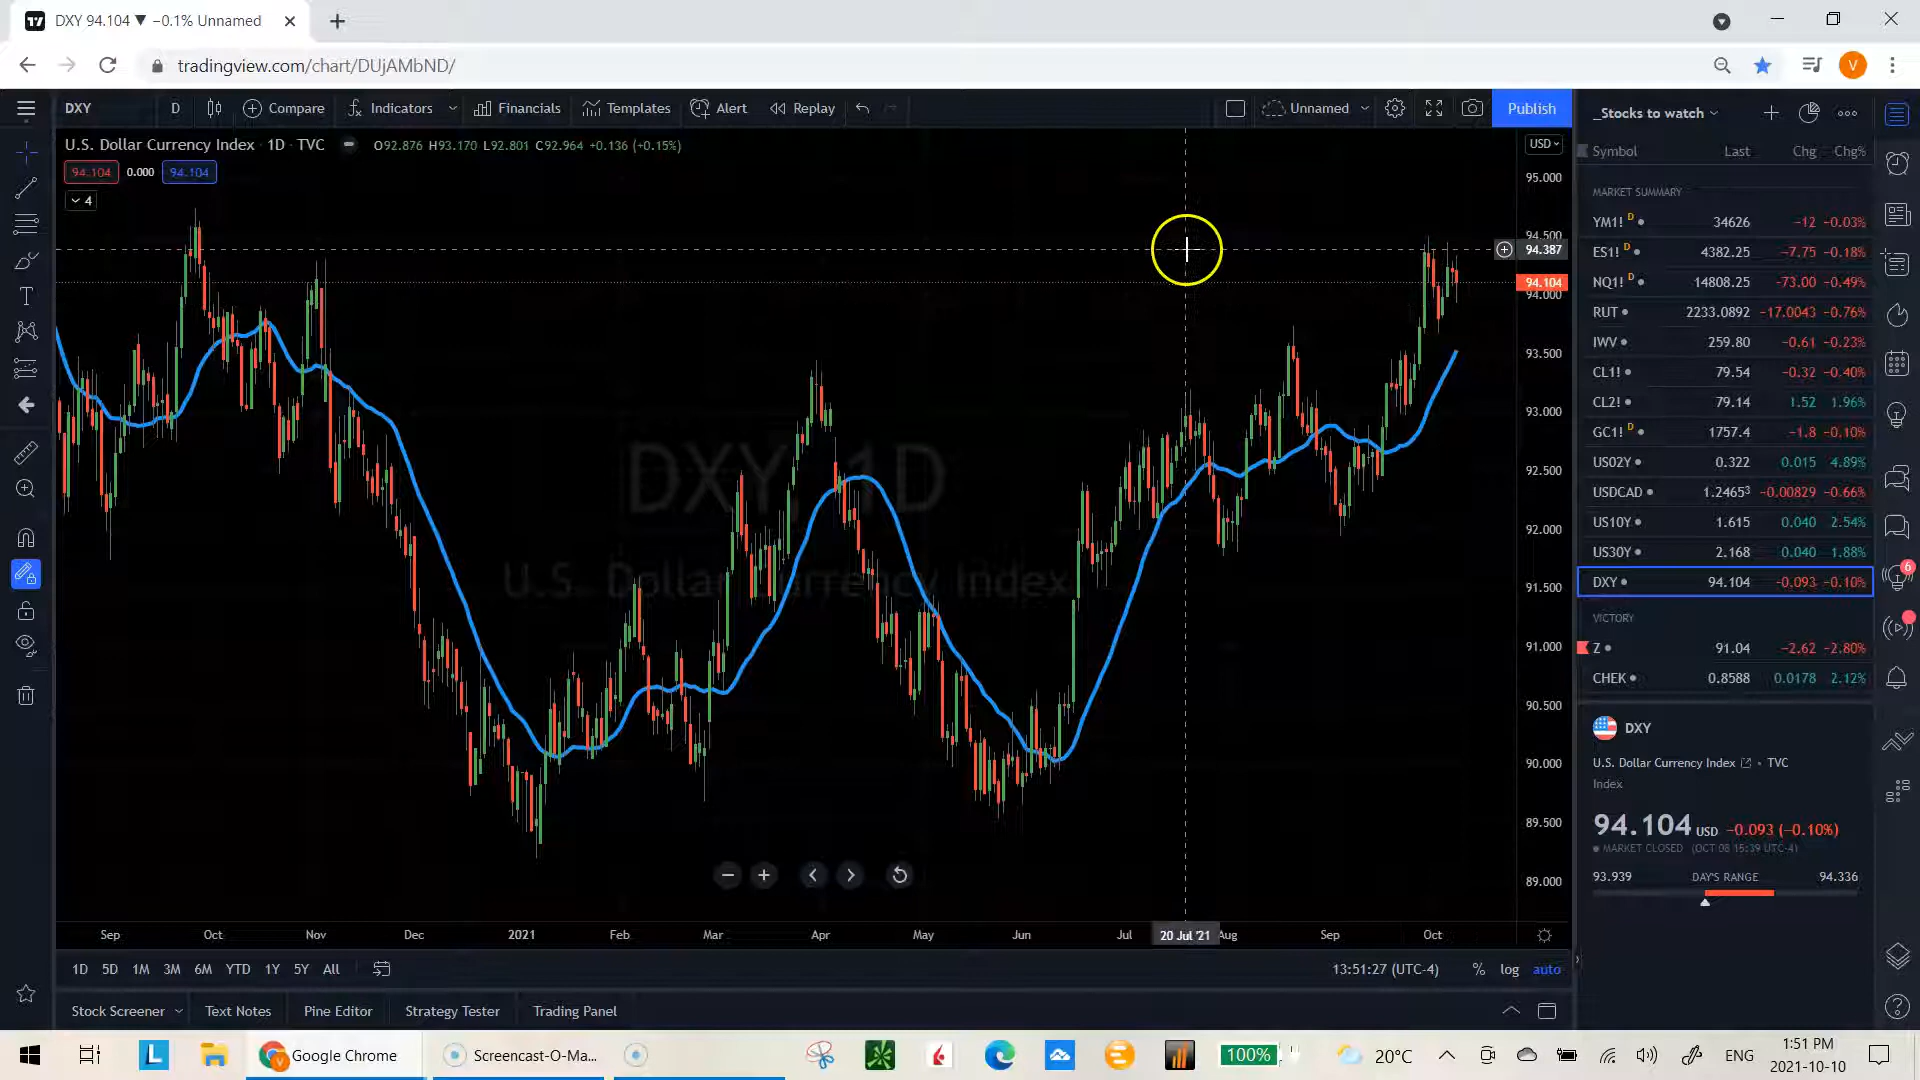 DXY 94.104 ▼ −0.1% Unnamed
tradingview.com/chart/DUjAMbND/
V
DXY D Compare Indicators Financials Templates Alert Replay Unnamed Publish
U.S. Dollar Currency Index · 1D · TVC O92.876 H93.170 L92.801 C92.964 +0.136 (+0.15%)
94.104 0.000 94.104
4
USD
95.000
94.500
94.387
94.104
94.000
93.500
93.000
92.500
92.000
91.500
91.000
90.500
90.000
89.500
89.000
DXY, 1D
U.S. Dollar Currency Index
Sep Oct Nov Dec 2021 Feb Mar Apr May Jun Jul 20 Jul '21 Aug Sep Oct
1D 5D 1M 3M 6M YTD 1Y 5Y All 13:51:27 (UTC-4) % log auto
Stock Screener Text Notes Pine Editor Strategy Tester Trading Panel
_Stocks to watch
Symbol Last Chg Chg%
MARKET SUMMARY
YM1! D 34626 −12 −0.03%
ES1! D 4382.25 −7.75 −0.18%
NQ1! D 14808.25 −73.00 −0.49%
RUT 2233.0892 −17.0043 −0.76%
IWV 259.80 −0.61 −0.23%
CL1! 79.54 −0.32 −0.40%
CL2! 79.14 1.52 1.96%
GC1! D 1757.4 −1.8 −0.10%
US02Y 0.322 0.015 4.89%
USDCAD 1.2465³ −0.00829 −0.66%
US10Y 1.615 0.040 2.54%
US30Y 2.168 0.040 1.88%
DXY 94.104 −0.093 −0.10%
VICTORY
Z 91.04 −2.62 −2.80%
CHEK 0.8588 0.0178 2.12%
6
DXY
U.S. Dollar Currency Index · TVC
Index
94.104 USD −0.093 (−0.10%)
MARKET CLOSED (OCT 08 15:39 UTC-4)
93.939 DAY'S RANGE 94.336
L Google Chrome Screencast-O-Ma... 100% 20°C ENG
1:51 PM
2021-10-10